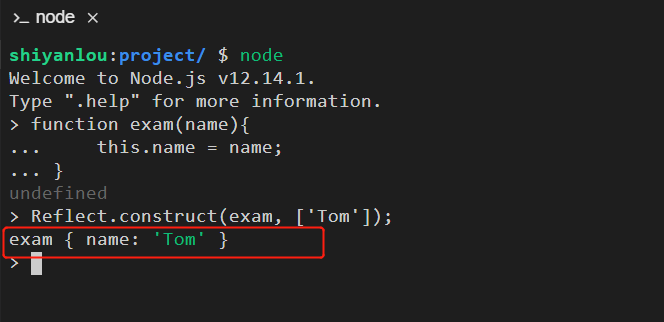 node ×
shiyanlou:project/ $ node
Welcome to Node.js v12.14.1.
Type ".help" for more information.
> function exam(name){
...     this.name = name;
... }
undefined
> Reflect.construct(exam, ['Tom']);
exam { name: 'Tom' }
>